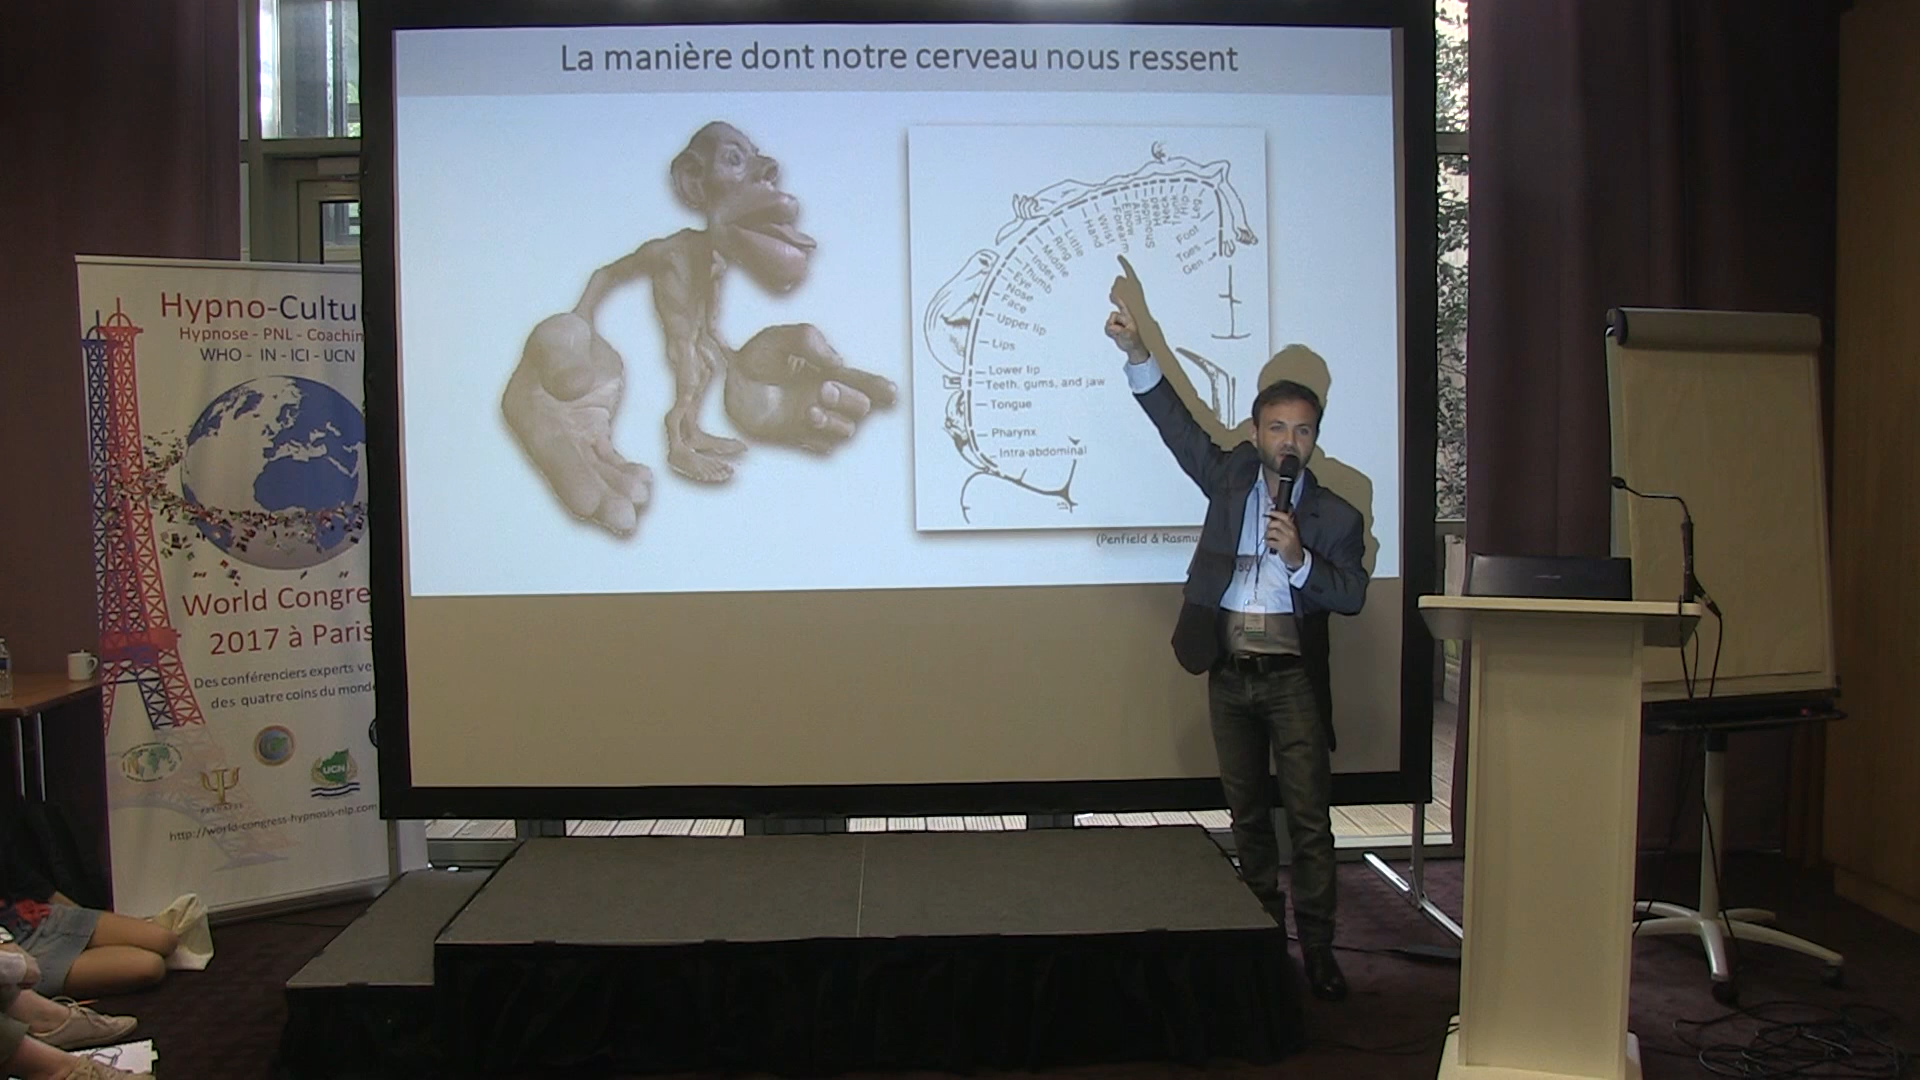 La manière dont notre cerveau nous ressent
Leg
Hip
Trunk
Neck
Head
Shoulder
Arm
Elbow
Forearm
Wrist
Hand
Little
Ring
Middle
Index
Thumb
Eye
Nose
Face
Upper lip
Lips
Lower lip
Teeth, gums, and jaw
Tongue
Pharynx
Intra-abdominal
Foot
Toes
Gen
(Penfield & Rasmu
Hypno-Cultu
Hypnose - PNL - Coachin
WHO - IN - ICI - UCN
World Congre
2017 à Paris
Des conférenciers experts ve
des quatre coins du monde
UCN
http://world-congress-hypnosis-nlp.com